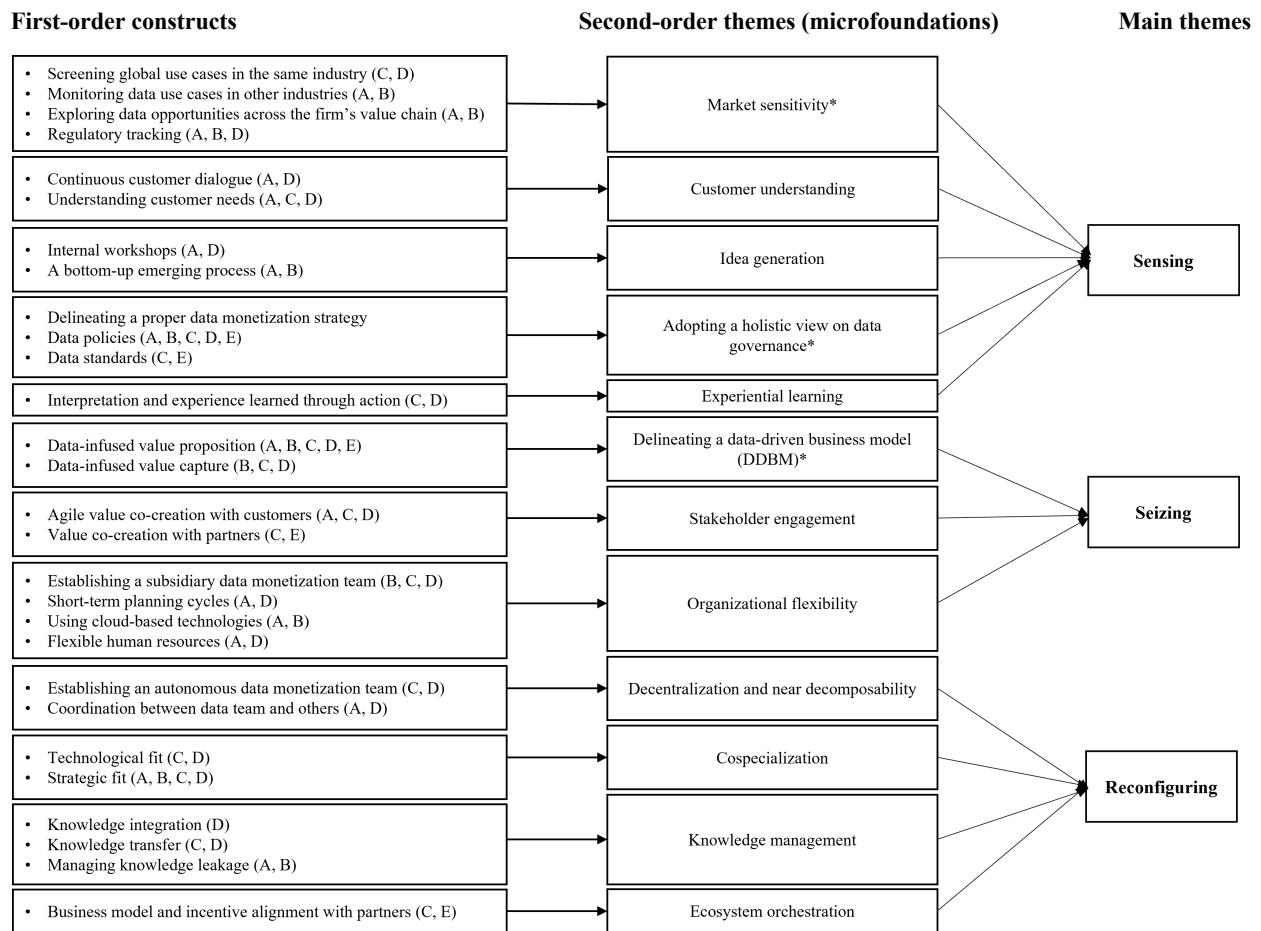 First-order constructs
Second-order themes (microfoundations)
Main themes
• Screening global use cases in the same industry (C, D)
• Monitoring data use cases in other industries (A, B)
• Exploring data opportunities across the firm's value chain (A, B)
• Regulatory tracking (A, B, D)
Market sensitivity*
• Continuous customer dialogue (A, D)
• Understanding customer needs (A, C, D)
Customer understanding
• Internal workshops (A, D)
• A bottom-up emerging process (A, B)
Idea generation
• Delineating a proper data monetization strategy
• Data policies (A, B, C, D, E)
• Data standards (C, E)
Adopting a holistic view on data
governance*
• Interpretation and experience learned through action (C, D)
Experiential learning
Sensing
• Data-infused value proposition (A, B, C, D, E)
• Data-infused value capture (B, C, D)
Delineating a data-driven business model
(DDBM)*
• Agile value co-creation with customers (A, C, D)
• Value co-creation with partners (C, E)
Stakeholder engagement
• Establishing a subsidiary data monetization team (B, C, D)
• Short-term planning cycles (A, D)
• Using cloud-based technologies (A, B)
• Flexible human resources (A, D)
Organizational flexibility
Seizing
• Establishing an autonomous data monetization team (C, D)
• Coordination between data team and others (A, D)
Decentralization and near decomposability
• Technological fit (C, D)
• Strategic fit (A, B, C, D)
Cospecialization
• Knowledge integration (D)
• Knowledge transfer (C, D)
• Managing knowledge leakage (A, B)
Knowledge management
• Business model and incentive alignment with partners (C, E)
Ecosystem orchestration
Reconfiguring